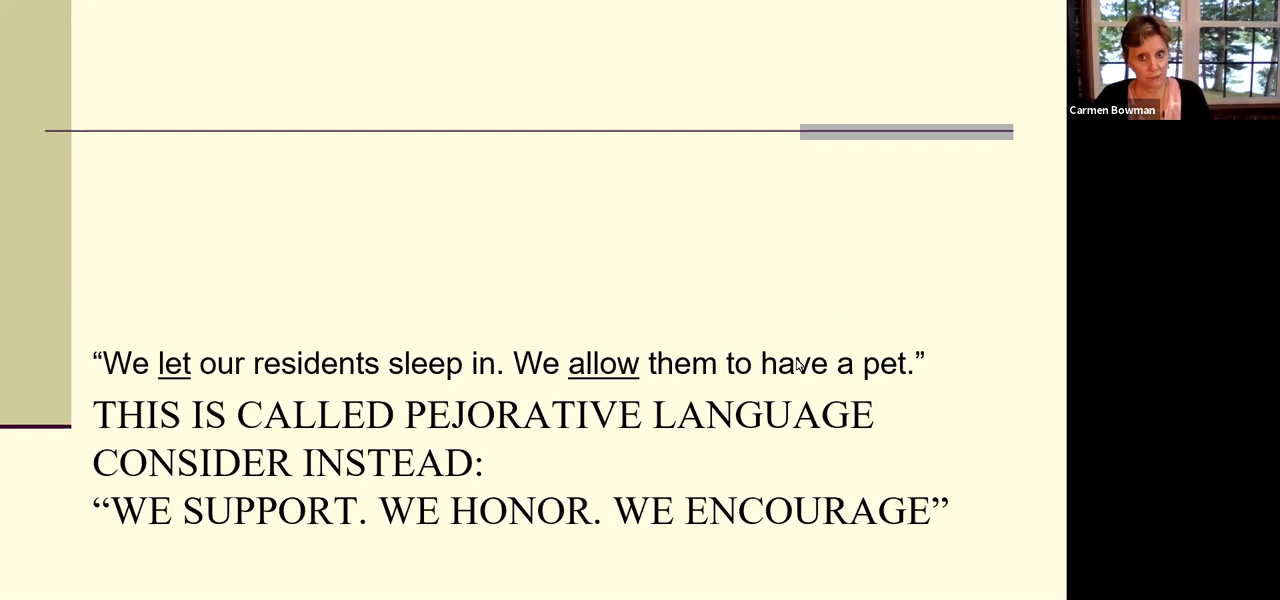 Carmen Bowman
“We let our residents sleep in. We allow them to have a pet.”
THIS IS CALLED PEJORATIVE LANGUAGE
CONSIDER INSTEAD:
“WE SUPPORT. WE HONOR. WE ENCOURAGE”